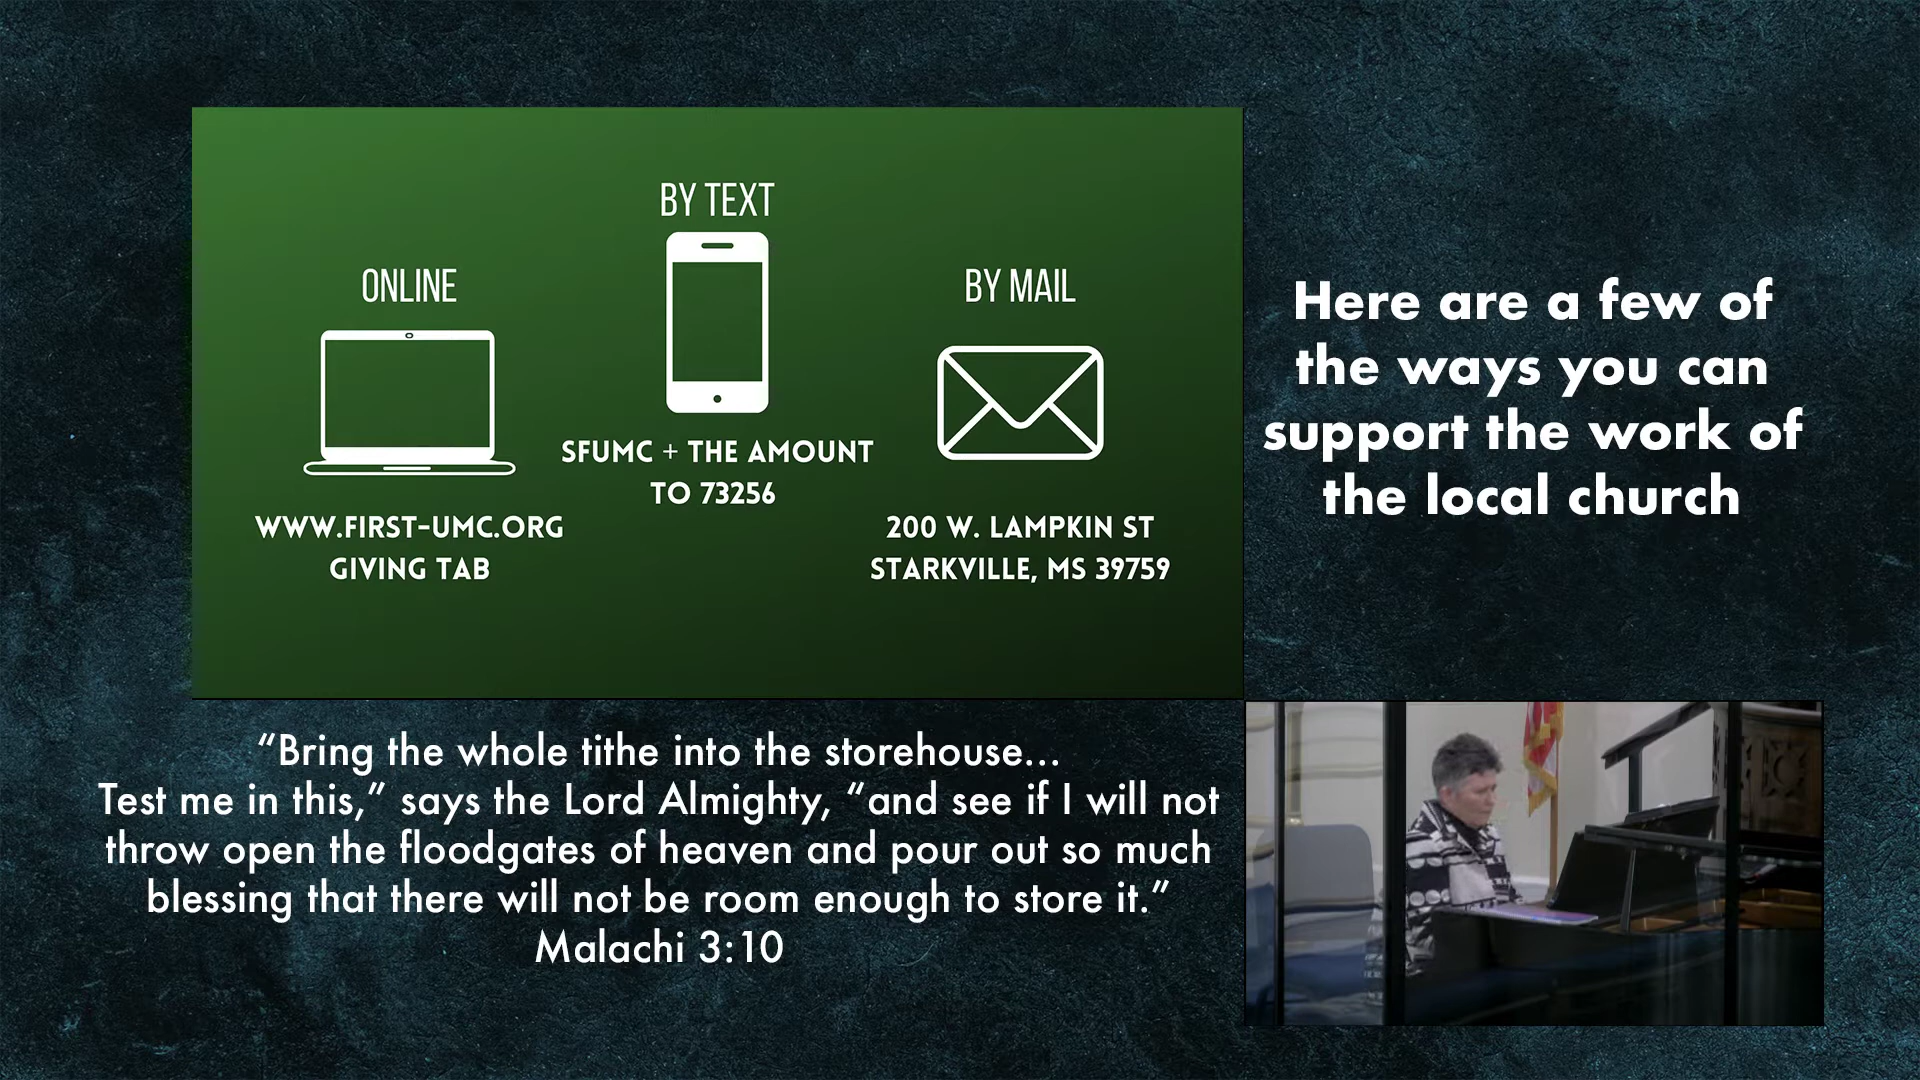 BY TEXT
ONLINE
BY MAIL
SFUMC + THE AMOUNT
TO 73256
WWW.FIRST-UMC.ORG
GIVING TAB
200 W. LAMPKIN ST
STARKVILLE, MS 39759
Here are a few of
the ways you can
support the work of
the local church
“Bring the whole tithe into the storehouse...
Test me in this,” says the Lord Almighty, “and see if I will not
throw open the floodgates of heaven and pour out so much
blessing that there will not be room enough to store it.”
Malachi 3:10